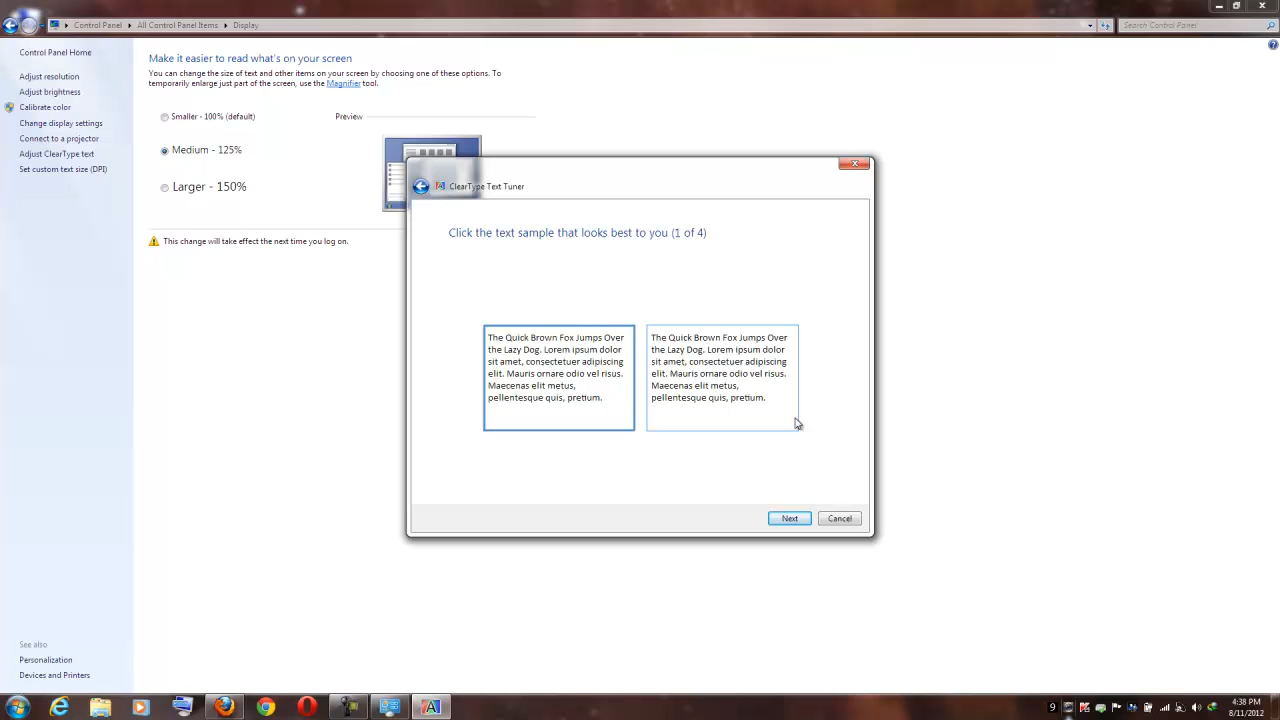 Control Panel
All Control Panel Items
Display
Search Control Panel
Control Panel Home
Adjust resolution
Adjust brightness
Calibrate color
Change display settings
Connect to a projector
Adjust ClearType text
Set custom text size (DPI)
See also
Personalization
Devices and Printers
Make it easier to read what's on your screen
You can change the size of text and other items on your screen by choosing one of these options. To
temporarily enlarge just part of the screen, use the Magnifier tool.
Smaller - 100% (default)
Preview
Medium - 125%
Larger - 150%
This change will take effect the next time you log on.
ClearType Text Tuner
Click the text sample that looks best to you (1 of 4)
The Quick Brown Fox Jumps Over
the Lazy Dog. Lorem ipsum dolor
sit amet, consectetuer adipiscing
elit. Mauris ornare odio vel risus.
Maecenas elit metus,
pellentesque quis, pretium.
The Quick Brown Fox Jumps Over
the Lazy Dog. Lorem ipsum dolor
sit amet, consectetuer adipiscing
elit. Mauris ornare odio vel risus.
Maecenas elit metus,
pellentesque quis, pretium.
Next
Cancel
9
4:38 PM
8/11/2012